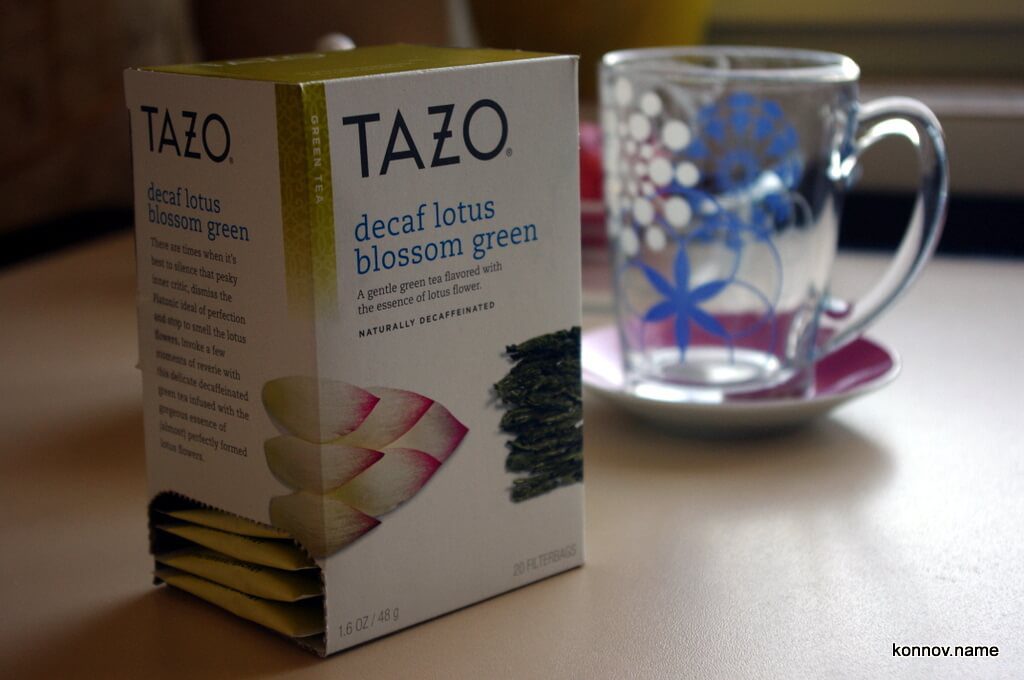 TAZO®
decaf lotus
blossom green
There are times when it's
best to silence that pesky
inner critic, dismiss the
Platonic ideal of perfection
and stop to smell the lotus
flowers. Invoke a few
moments of reverie with
this delicate decaffeinated
green tea infused with the
gorgeous essence of
(almost) perfectly formed
lotus flowers.
GREEN TEA
TAZO®
decaf lotus
blossom green
A gentle green tea flavored with
the essence of lotus flower.
NATURALLY DECAFFEINATED
20 FILTERBAGS
1.6 OZ / 48 g
konnov.name